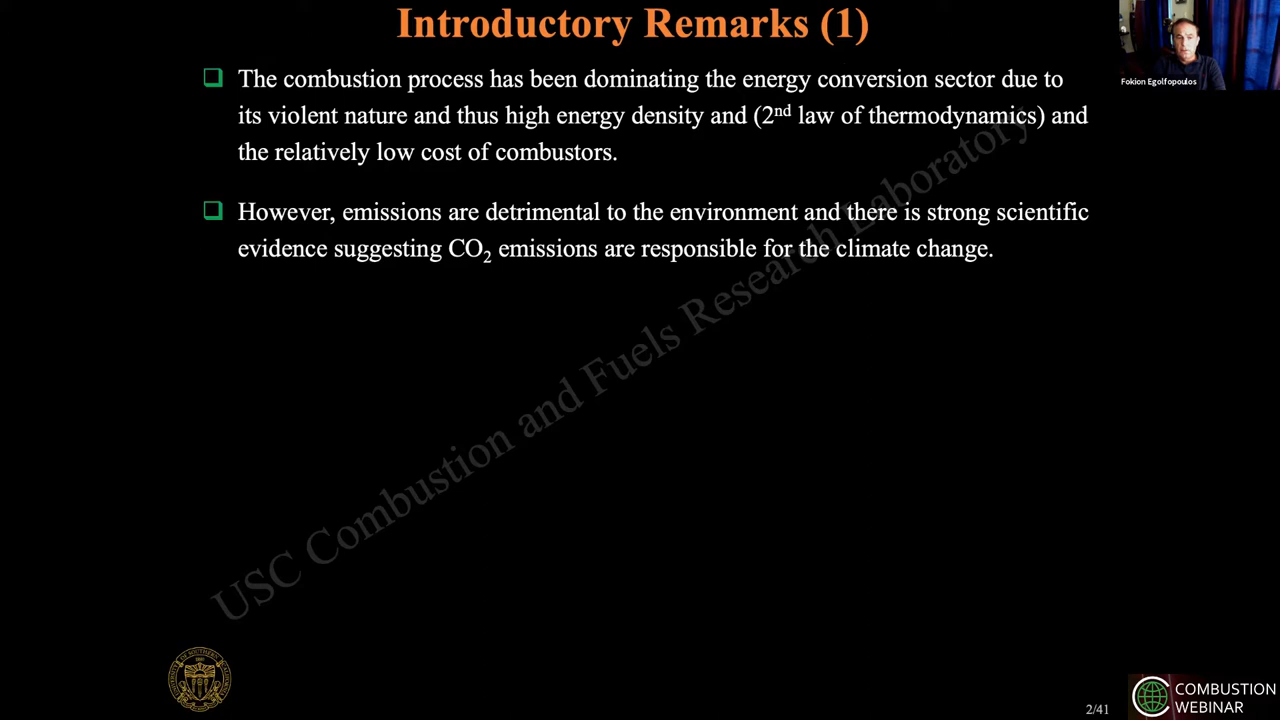 Introductory Remarks (1)
Fokion Egolfopoulos
The combustion process has been dominating the energy conversion sector due to
its violent nature and thus high energy density and (2nd law of thermodynamics) and
the relatively low cost of combustors.
However, emissions are detrimental to the environment and there is strong scientific
evidence suggesting CO2 emissions are responsible for the climate change.
USC Combustion and Fuels Research Laboratory
2/41
COMBUSTION
WEBINAR